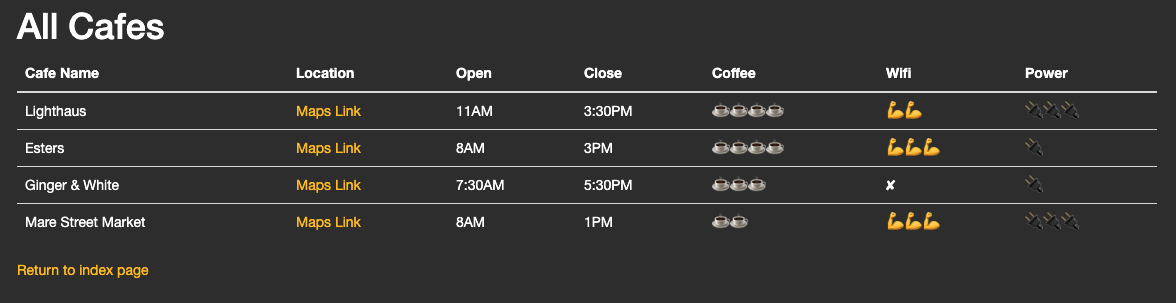 All Cafes
Cafe Name Location Open Close Coffee Wifi Power
Lighthaus Maps Link 11AM 3:30PM ☕☕☕☕ 💪💪 🔌🔌🔌
Esters Maps Link 8AM 3PM ☕☕☕☕ 💪💪💪 🔌
Ginger & White Maps Link 7:30AM 5:30PM ☕☕☕ ✘ 🔌
Mare Street Market Maps Link 8AM 1PM ☕☕ 💪💪💪 🔌🔌🔌
Return to index page